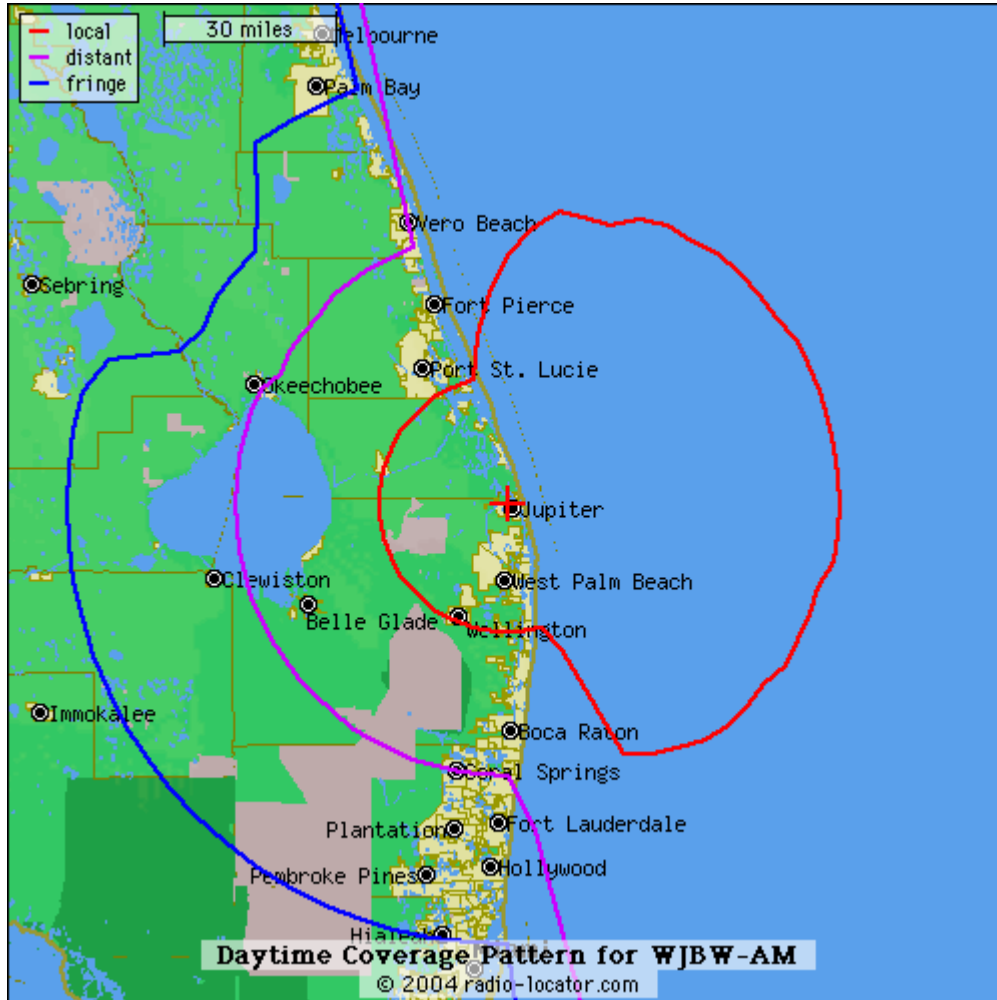 local
distant
fringe
30 miles
Melbourne
Palm Bay
Vero Beach
Sebring
Fort Pierce
Port St. Lucie
Okeechobee
Jupiter
Clewiston
West Palm Beach
Belle Glade
Wellington
Immokalee
Boca Raton
Coral Springs
Plantation
Fort Lauderdale
Pembroke Pines
Hollywood
Hialeah
Daytime Coverage Pattern for WJBW-AM
© 2004 radio-locator.com